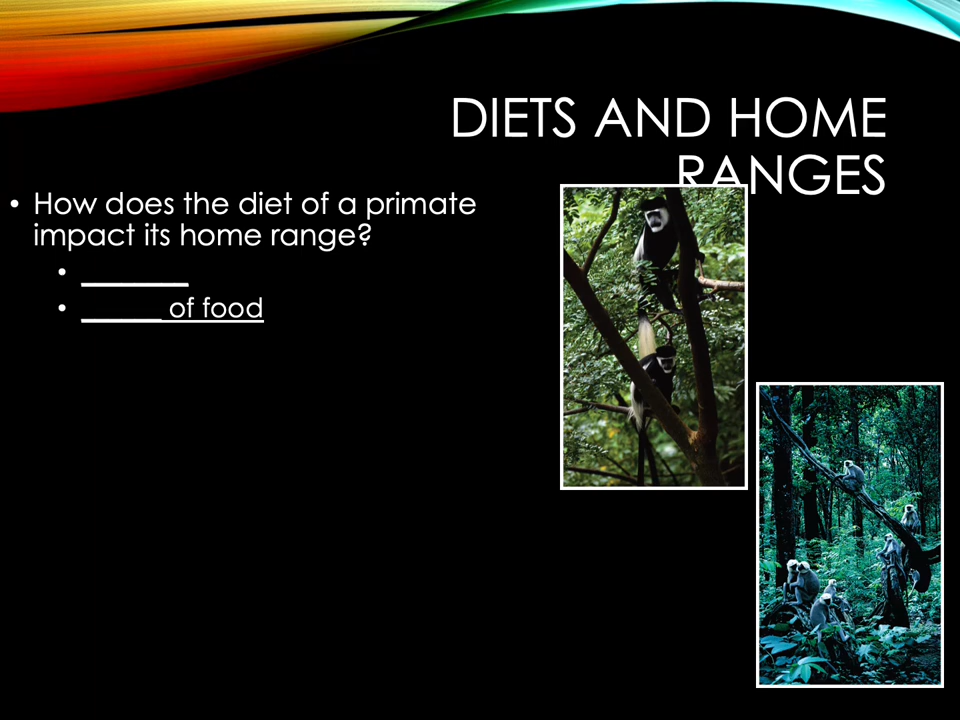 DIETS AND HOME
RANGES
• How does the diet of a primate
impact its home range?
• ________
• ______ of food